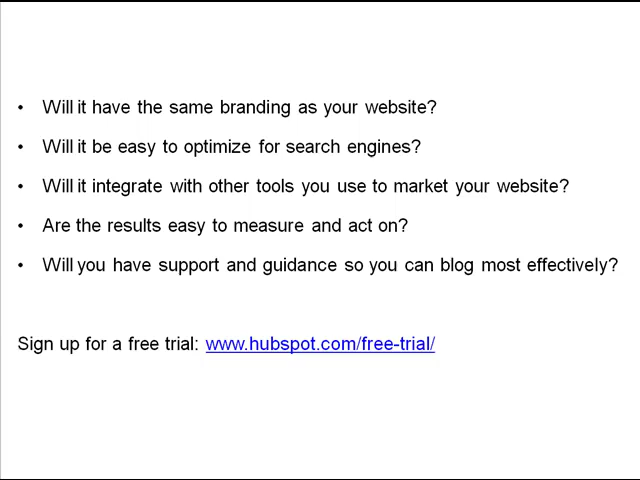 • Will it have the same branding as your website?
• Will it be easy to optimize for search engines?
• Will it integrate with other tools you use to market your website?
• Are the results easy to measure and act on?
• Will you have support and guidance so you can blog most effectively?
Sign up for a free trial: www.hubspot.com/free-trial/